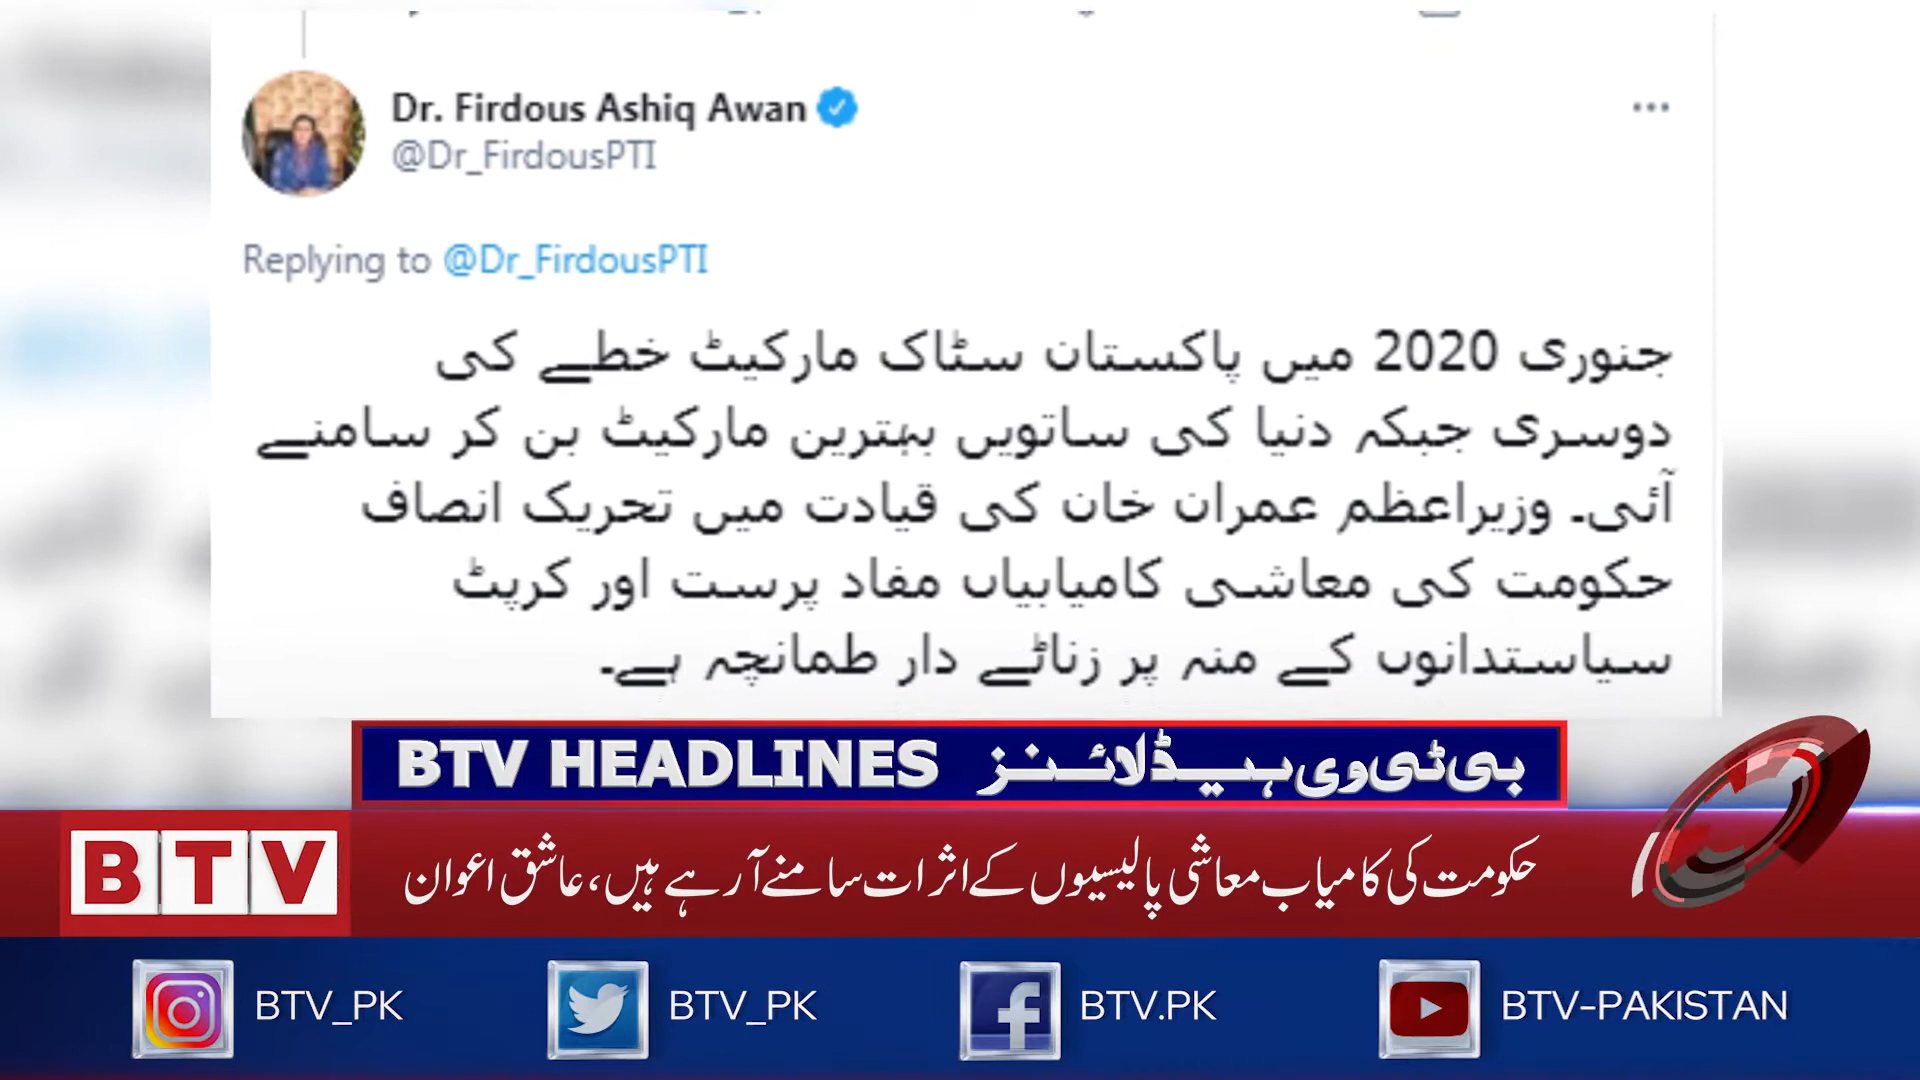 Dr. Firdous Ashiq Awan
@Dr_FirdousPTI
Replying to @Dr_FirdousPTI
جنوری 2020 میں پاکستان سٹاک مارکیٹ خطے کی
دوسری جبکہ دنیا کی ساتویں بہترین مارکیٹ بن کر سامنے
آئی۔ وزیراعظم عمران خان کی قیادت میں تحریک انصاف
حکومت کی معاشی کامیابیاں مفاد پرست اور کرپٹ
سیاستدانوں کے منہ پر زناٹے دار طمانچہ ہے۔
BTV HEADLINES بی ٹی وی ہیڈلائنز
BTV
حکومت کی کامیاب معاشی پالیسیوں کے اثرات سامنے آرہے ہیں، عاشق اعوان
BTV_PK BTV_PK BTV.PK BTV-PAKISTAN